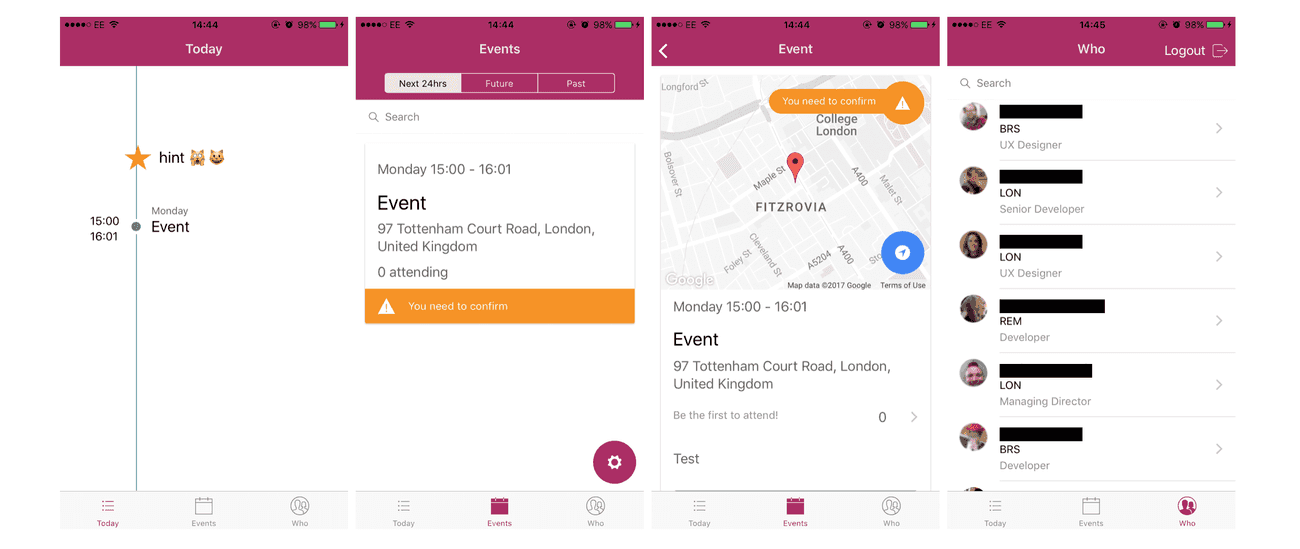 EE 14:44 98%
Today
hint
15:00
16:01
Monday
Event
Today Events Who
EE 14:44 98%
Events
Next 24hrs Future Past
Search
Monday 15:00 - 16:01
Event
97 Tottenham Court Road, London,
United Kingdom
0 attending
You need to confirm
Today Events Who
EE 14:44 98%
Event
Longford St
You need to confirm
College
London
Bolsover St
Maple St
A400
Malet St
FITZROVIA
Cleveland St
Foley St
A5204
A400
Sto
Google
Map data ©2017 Google Terms of Use
Monday 15:00 - 16:01
Event
97 Tottenham Court Road, London,
United Kingdom
Be the first to attend! 0
Test
Today Events Who
EE 14:45 98%
Who Logout
Search
BRS
UX Designer
LON
Senior Developer
LON
UX Designer
REM
Developer
LON
Managing Director
BRS
Developer
Today Events Who